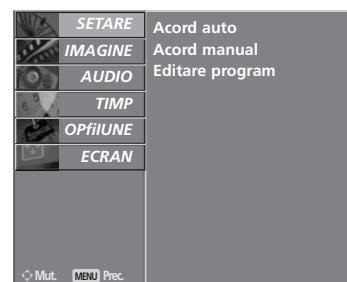 SETARE
IMAGINE
AUDIO
TIMP
OPfiIUNE
ECRAN
Acord auto
Acord manual
Editare program
Mut. MENU Prec.